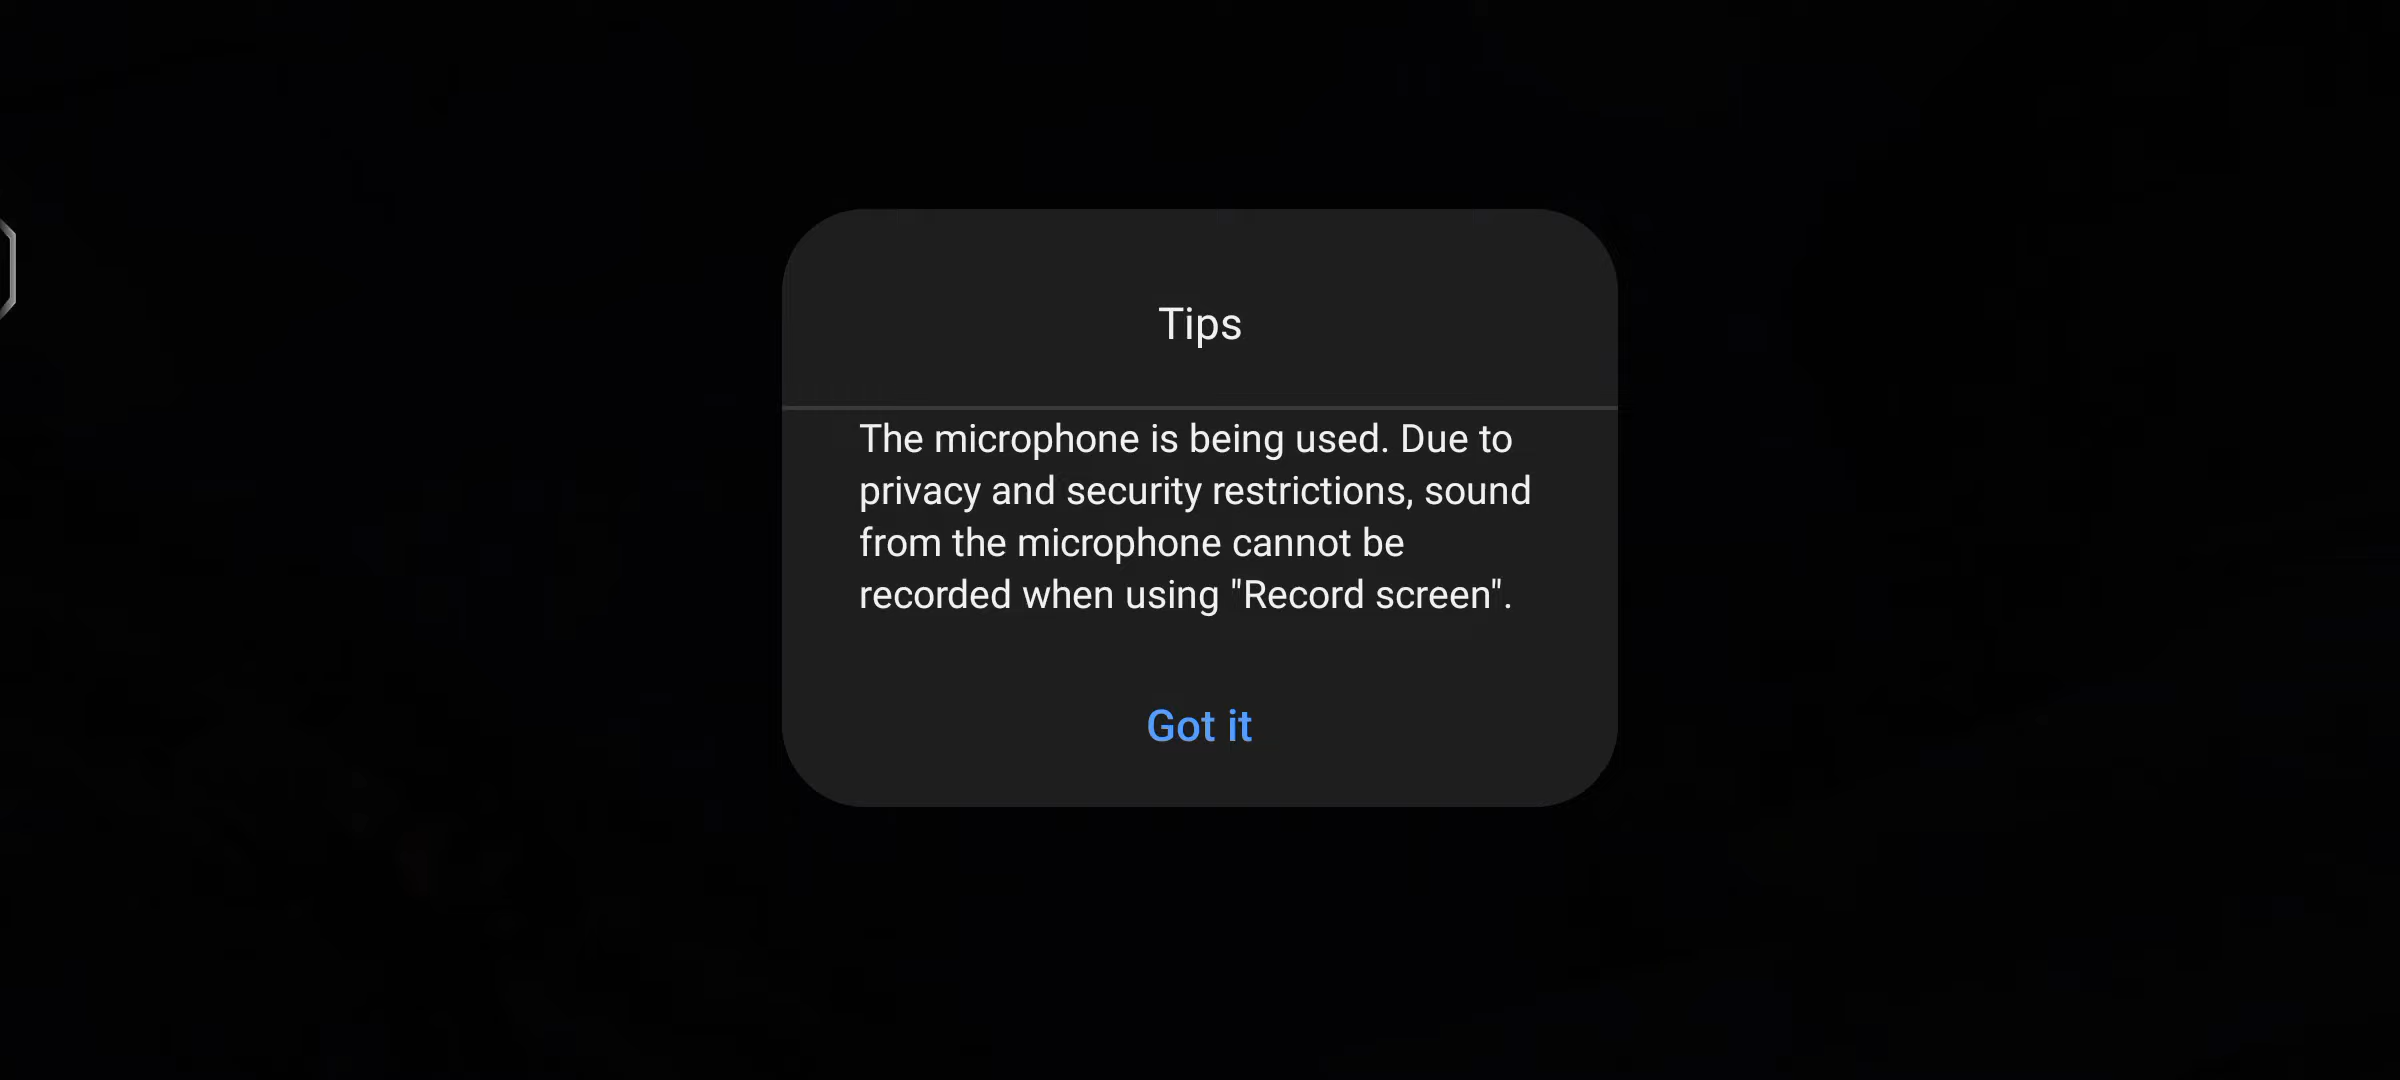 Tips
The microphone is being used. Due to
privacy and security restrictions, sound
from the microphone cannot be
recorded when using "Record screen".
Got it